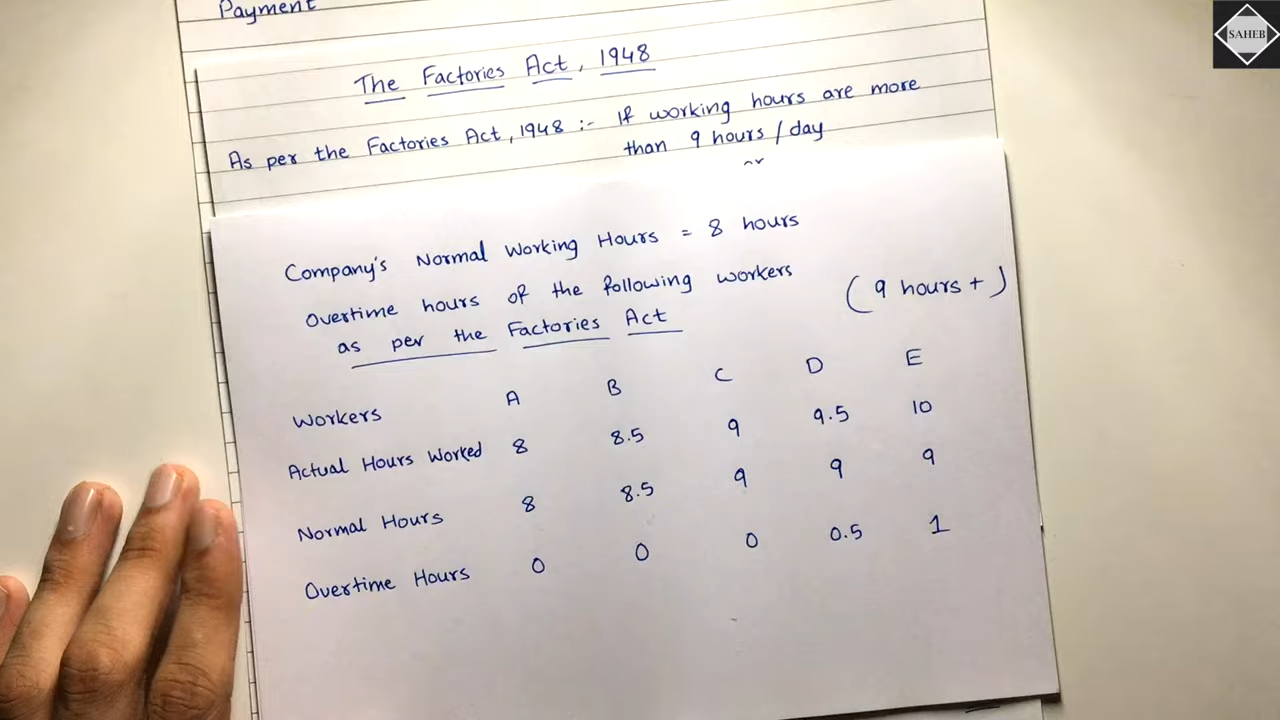 Payment
SAHEB
The Factories Act, 1948
As per the Factories Act, 1948 :- If working hours are more
than 9 hours / day
or
Company's Normal Working Hours = 8 hours
Overtime hours of the following workers
as per the Factories Act
(9 hours +)
Workers A B C D E
Actual Hours Worked 8 8.5 9 9.5 10
Normal Hours 8 8.5 9 9 9
Overtime Hours 0 0 0 0.5 1